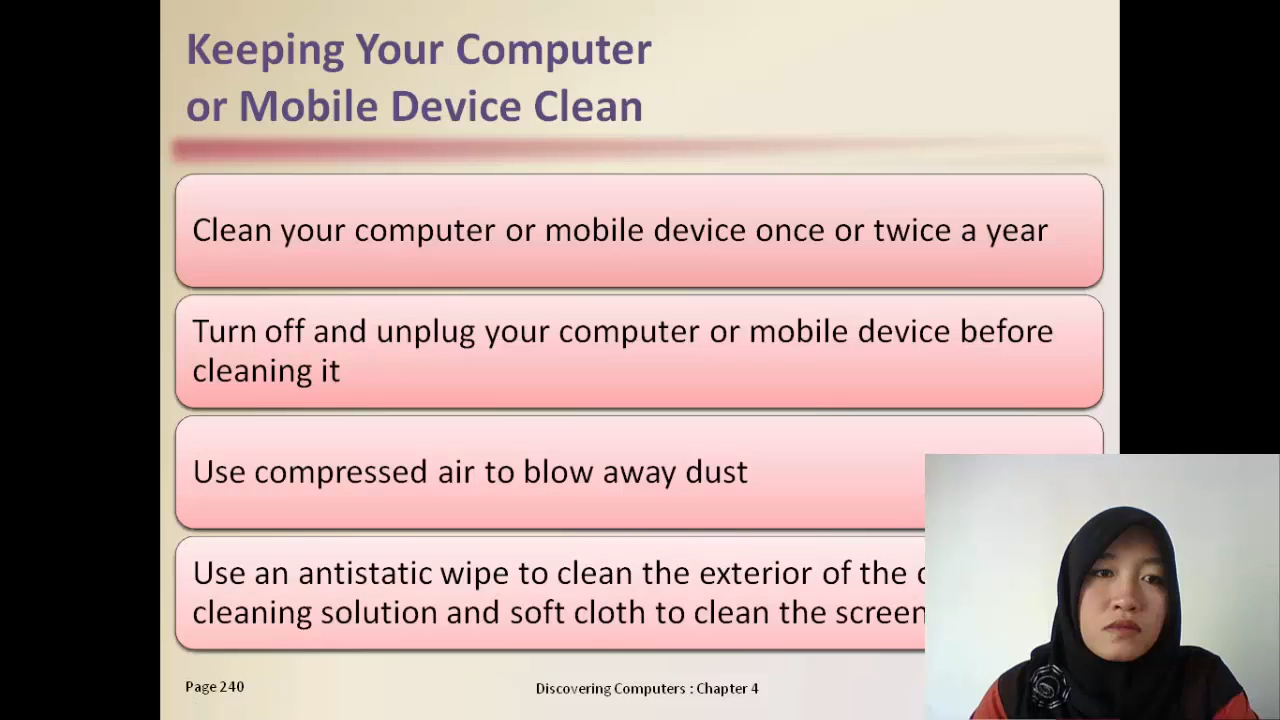 Keeping Your Computer
or Mobile Device Clean
Clean your computer or mobile device once or twice a year
Turn off and unplug your computer or mobile device before
cleaning it
Use compressed air to blow away dust
Use an antistatic wipe to clean the exterior of the
cleaning solution and soft cloth to clean the screen
Page 240
Discovering Computers : Chapter 4